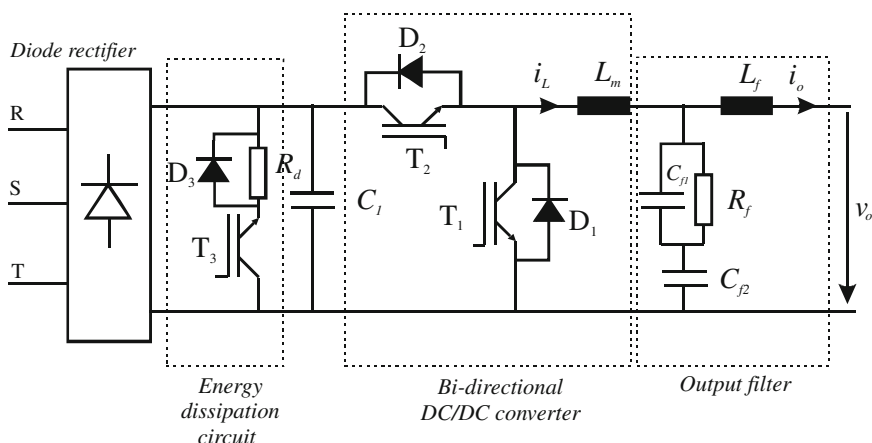 Diode rectifier
R
S
T
D3
Rd
T3
C1
D2
T2
T1
D1
iL
Lm
Lf
io
Cf1
Rf
Cf2
vo
Energy
dissipation
circuit
Bi-directional
DC/DC converter
Output filter